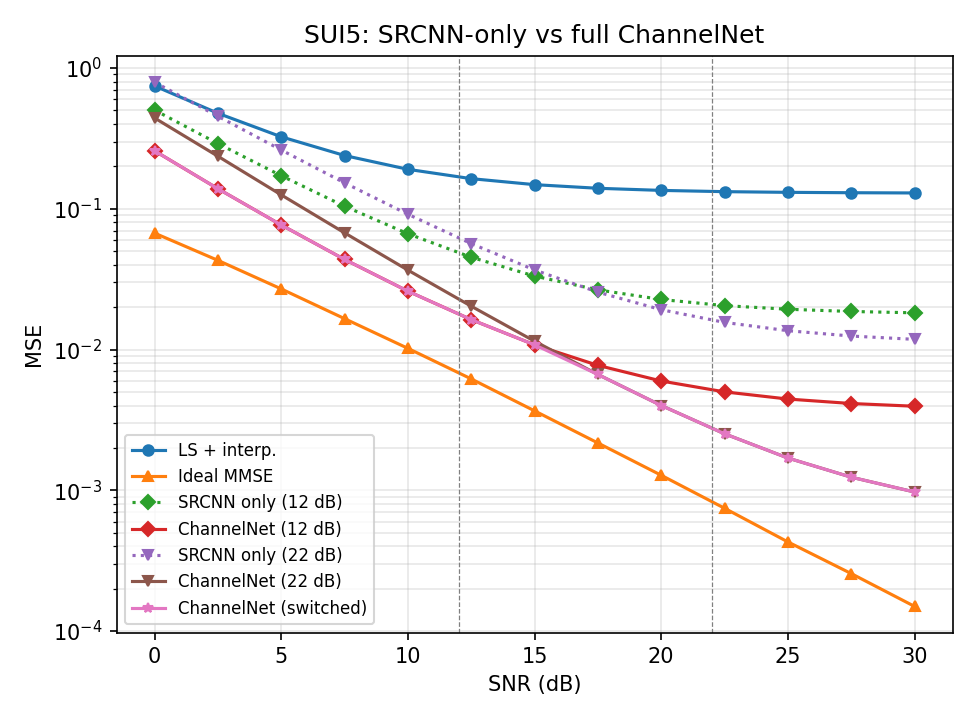 SUI5: SRCNN-only vs full ChannelNet
10^0
10^-1
10^-2
10^-3
10^-4
MSE
LS + interp.
Ideal MMSE
SRCNN only (12 dB)
ChannelNet (12 dB)
SRCNN only (22 dB)
ChannelNet (22 dB)
ChannelNet (switched)
0 5 10 15 20 25 30
SNR (dB)